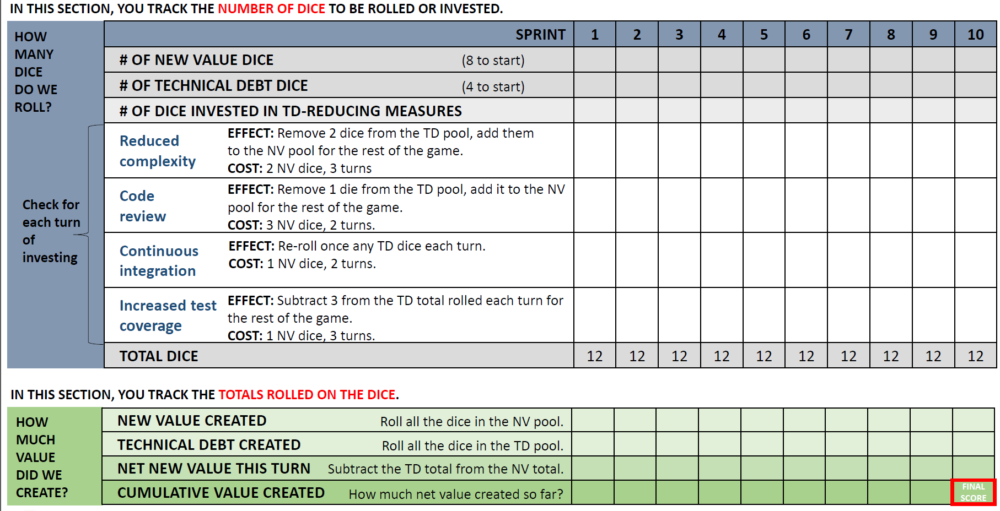 IN THIS SECTION, YOU TRACK THE NUMBER OF DICE TO BE ROLLED OR INVESTED.
HOW
MANY
DICE
DO WE
ROLL?
SPRINT 1 2 3 4 5 6 7 8 9 10
# OF NEW VALUE DICE (8 to start)
# OF TECHNICAL DEBT DICE (4 to start)
# OF DICE INVESTED IN TD-REDUCING MEASURES
Check for
each turn
of
investing
Reduced
complexity
EFFECT: Remove 2 dice from the TD pool, add them
to the NV pool for the rest of the game.
COST: 2 NV dice, 3 turns
Code
review
EFFECT: Remove 1 die from the TD pool, add it to the NV
pool for the rest of the game.
COST: 3 NV dice, 2 turns.
Continuous
integration
EFFECT: Re-roll once any TD dice each turn.
COST: 1 NV dice, 2 turns.
Increased test
coverage
EFFECT: Subtract 3 from the TD total rolled each turn for
the rest of the game.
COST: 1 NV dice, 3 turns.
TOTAL DICE 12 12 12 12 12 12 12 12 12 12
IN THIS SECTION, YOU TRACK THE TOTALS ROLLED ON THE DICE.
HOW
MUCH
VALUE
DID WE
CREATE?
NEW VALUE CREATED Roll all the dice in the NV pool.
TECHNICAL DEBT CREATED Roll all the dice in the TD pool.
NET NEW VALUE THIS TURN Subtract the TD total from the NV total.
CUMULATIVE VALUE CREATED How much net value created so far?
FINAL
SCORE